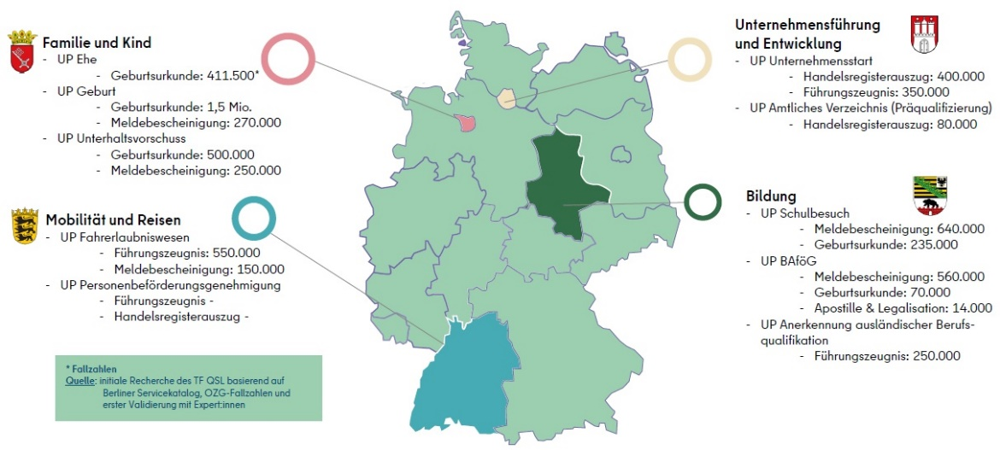 Familie und Kind
- UP Ehe
- Geburtsurkunde: 411.500*
- UP Geburt
- Geburtsurkunde: 1,5 Mio.
- Meldebescheinigung: 270.000
- UP Unterhaltsvorschuss
- Geburtsurkunde: 500.000
- Meldebescheinigung: 250.000
Mobilität und Reisen
- UP Fahrerlaubniswesen
- Führungszeugnis: 550.000
- Meldebescheinigung: 150.000
- UP Personenbeförderungsgenehmigung
- Führungszeugnis -
- Handelsregisterauszug -
* Fallzahlen
Quelle: initiale Recherche des TF QSL basierend auf
Berliner Servicekatalog, OZG-Fallzahlen und
erster Validierung mit Expert:innen
Unternehmensführung
und Entwicklung
- UP Unternehmensstart
- Handelsregisterauszug: 400.000
- Führungszeugnis: 350.000
- UP Amtliches Verzeichnis (Präqualifizierung)
- Handelsregisterauszug: 80.000
Bildung
- UP Schulbesuch
- Meldebescheinigung: 640.000
- Geburtsurkunde: 235.000
- UP BAföG
- Meldebescheinigung: 560.000
- Geburtsurkunde: 70.000
- Apostille & Legalisation: 14.000
- UP Anerkennung ausländischer Berufs-
qualifikation
- Führungszeugnis: 250.000